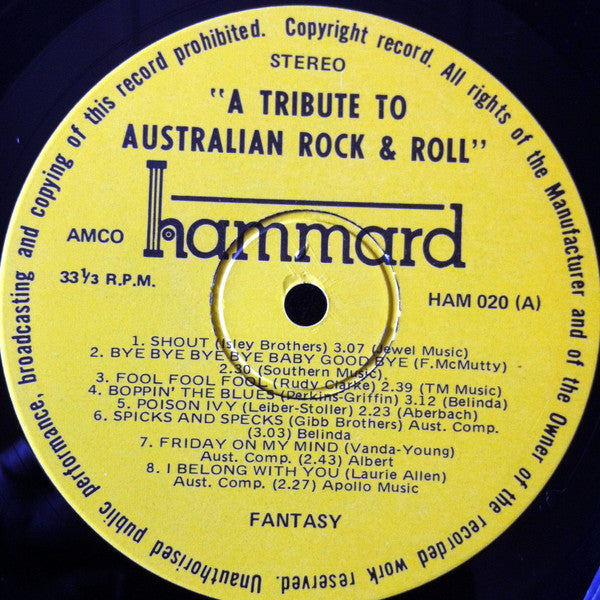 Unauthorised public performance, broadcasting and copying of this record prohibited. Copyright record. All rights of the Manufacturer and of the Owner of the recorded work reserved.
STEREO
"A TRIBUTE TO
AUSTRALIAN ROCK & ROLL"
hammard
AMCO
33⅓ R.P.M.
HAM 020 (A)
1. SHOUT (Isley Brothers) 3.07 (Jewel Music)
2. BYE BYE BYE BYE BABY GOOD BYE (F.McMutty)
2.30 (Southern Music)
3. FOOL FOOL FOOL (Rudy Clarke) 2.39 (TM Music)
4. BOPPIN' THE BLUES (Perkins-Griffin) 3.12 (Belinda)
5. POISON IVY (Leiber-Stoller) 2.23 (Aberbach)
6. SPICKS AND SPECKS (Gibb Brothers) Aust. Comp.
(3.03) Belinda
7. FRIDAY ON MY MIND (Vanda-Young)
Aust. Comp. (2.43) Albert
8. I BELONG WITH YOU (Laurie Allen)
Aust. Comp. (2.27) Apollo Music
FANTASY